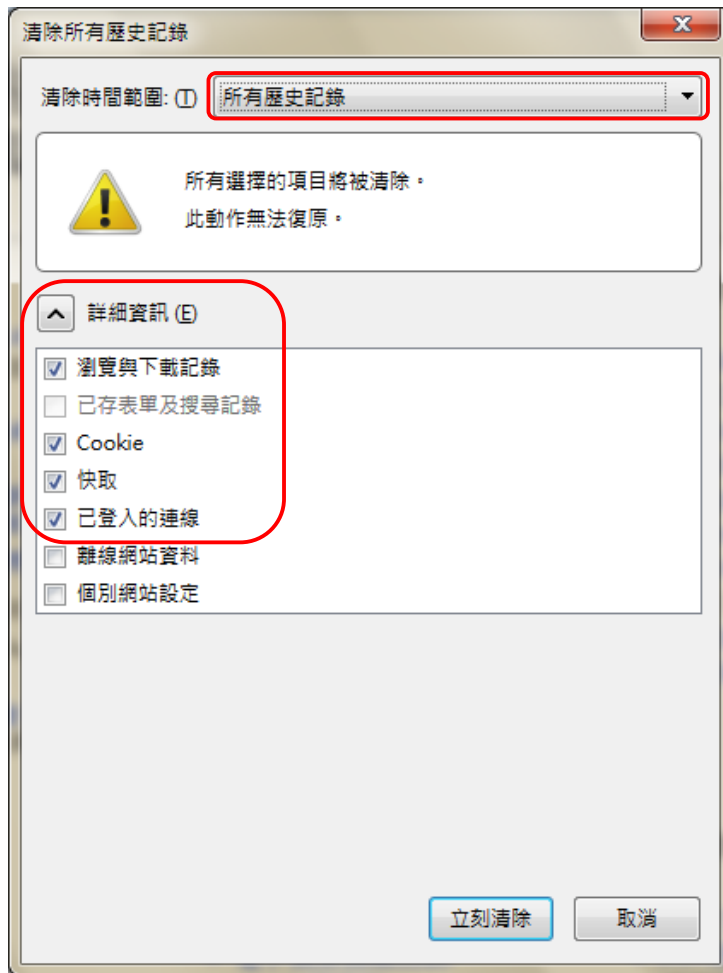 清除所有歷史記錄
清除時間範圍: (T) 所有歷史記錄
所有選擇的項目將被清除。
此動作無法復原。
詳細資訊 (E)
瀏覽與下載記錄
已存表單及搜尋記錄
Cookie
快取
已登入的連線
離線網站資料
個別網站設定
立刻清除 取消